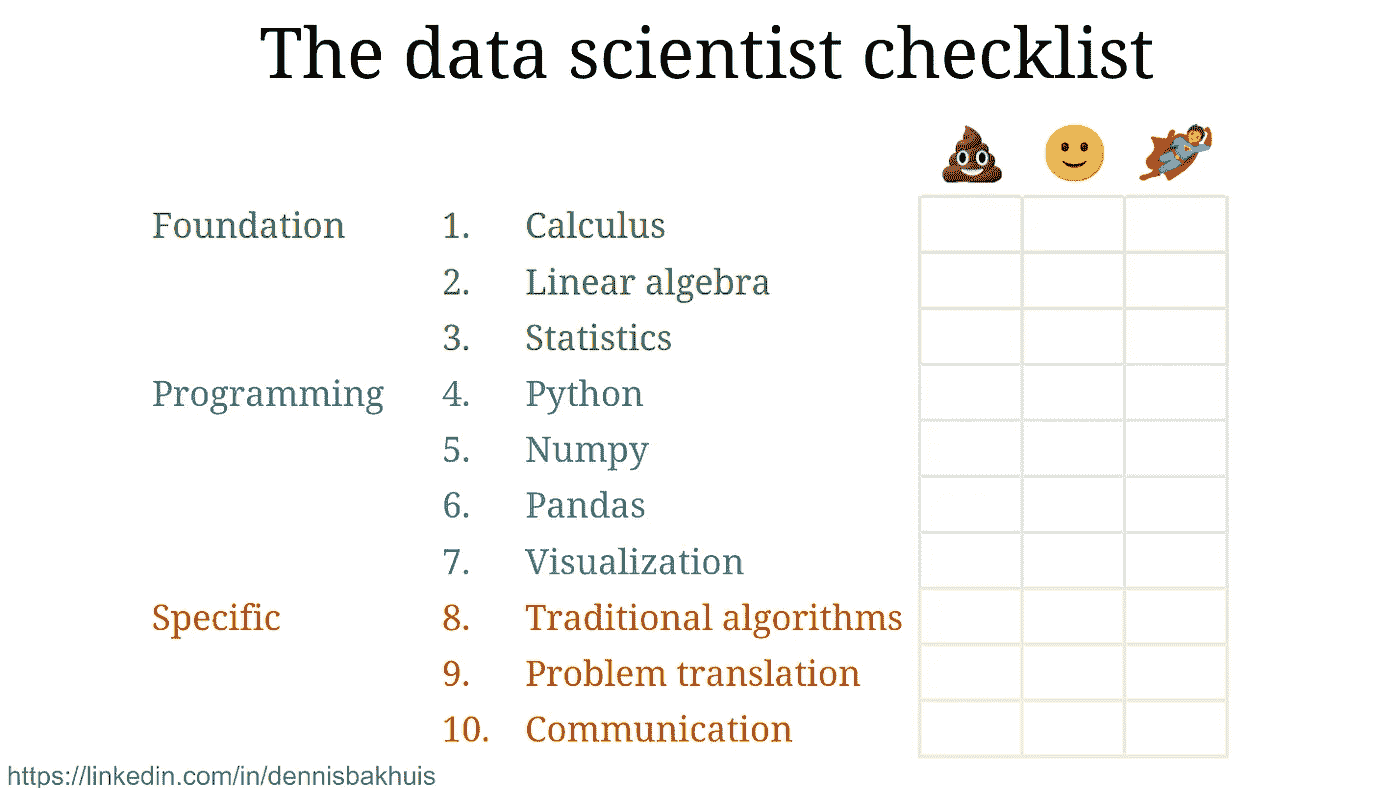 The data scientist checklist
Foundation 1. Calculus
2. Linear algebra
3. Statistics
Programming 4. Python
5. Numpy
6. Pandas
7. Visualization
Specific 8. Traditional algorithms
9. Problem translation
10. Communication
https://linkedin.com/in/dennisbakhuis